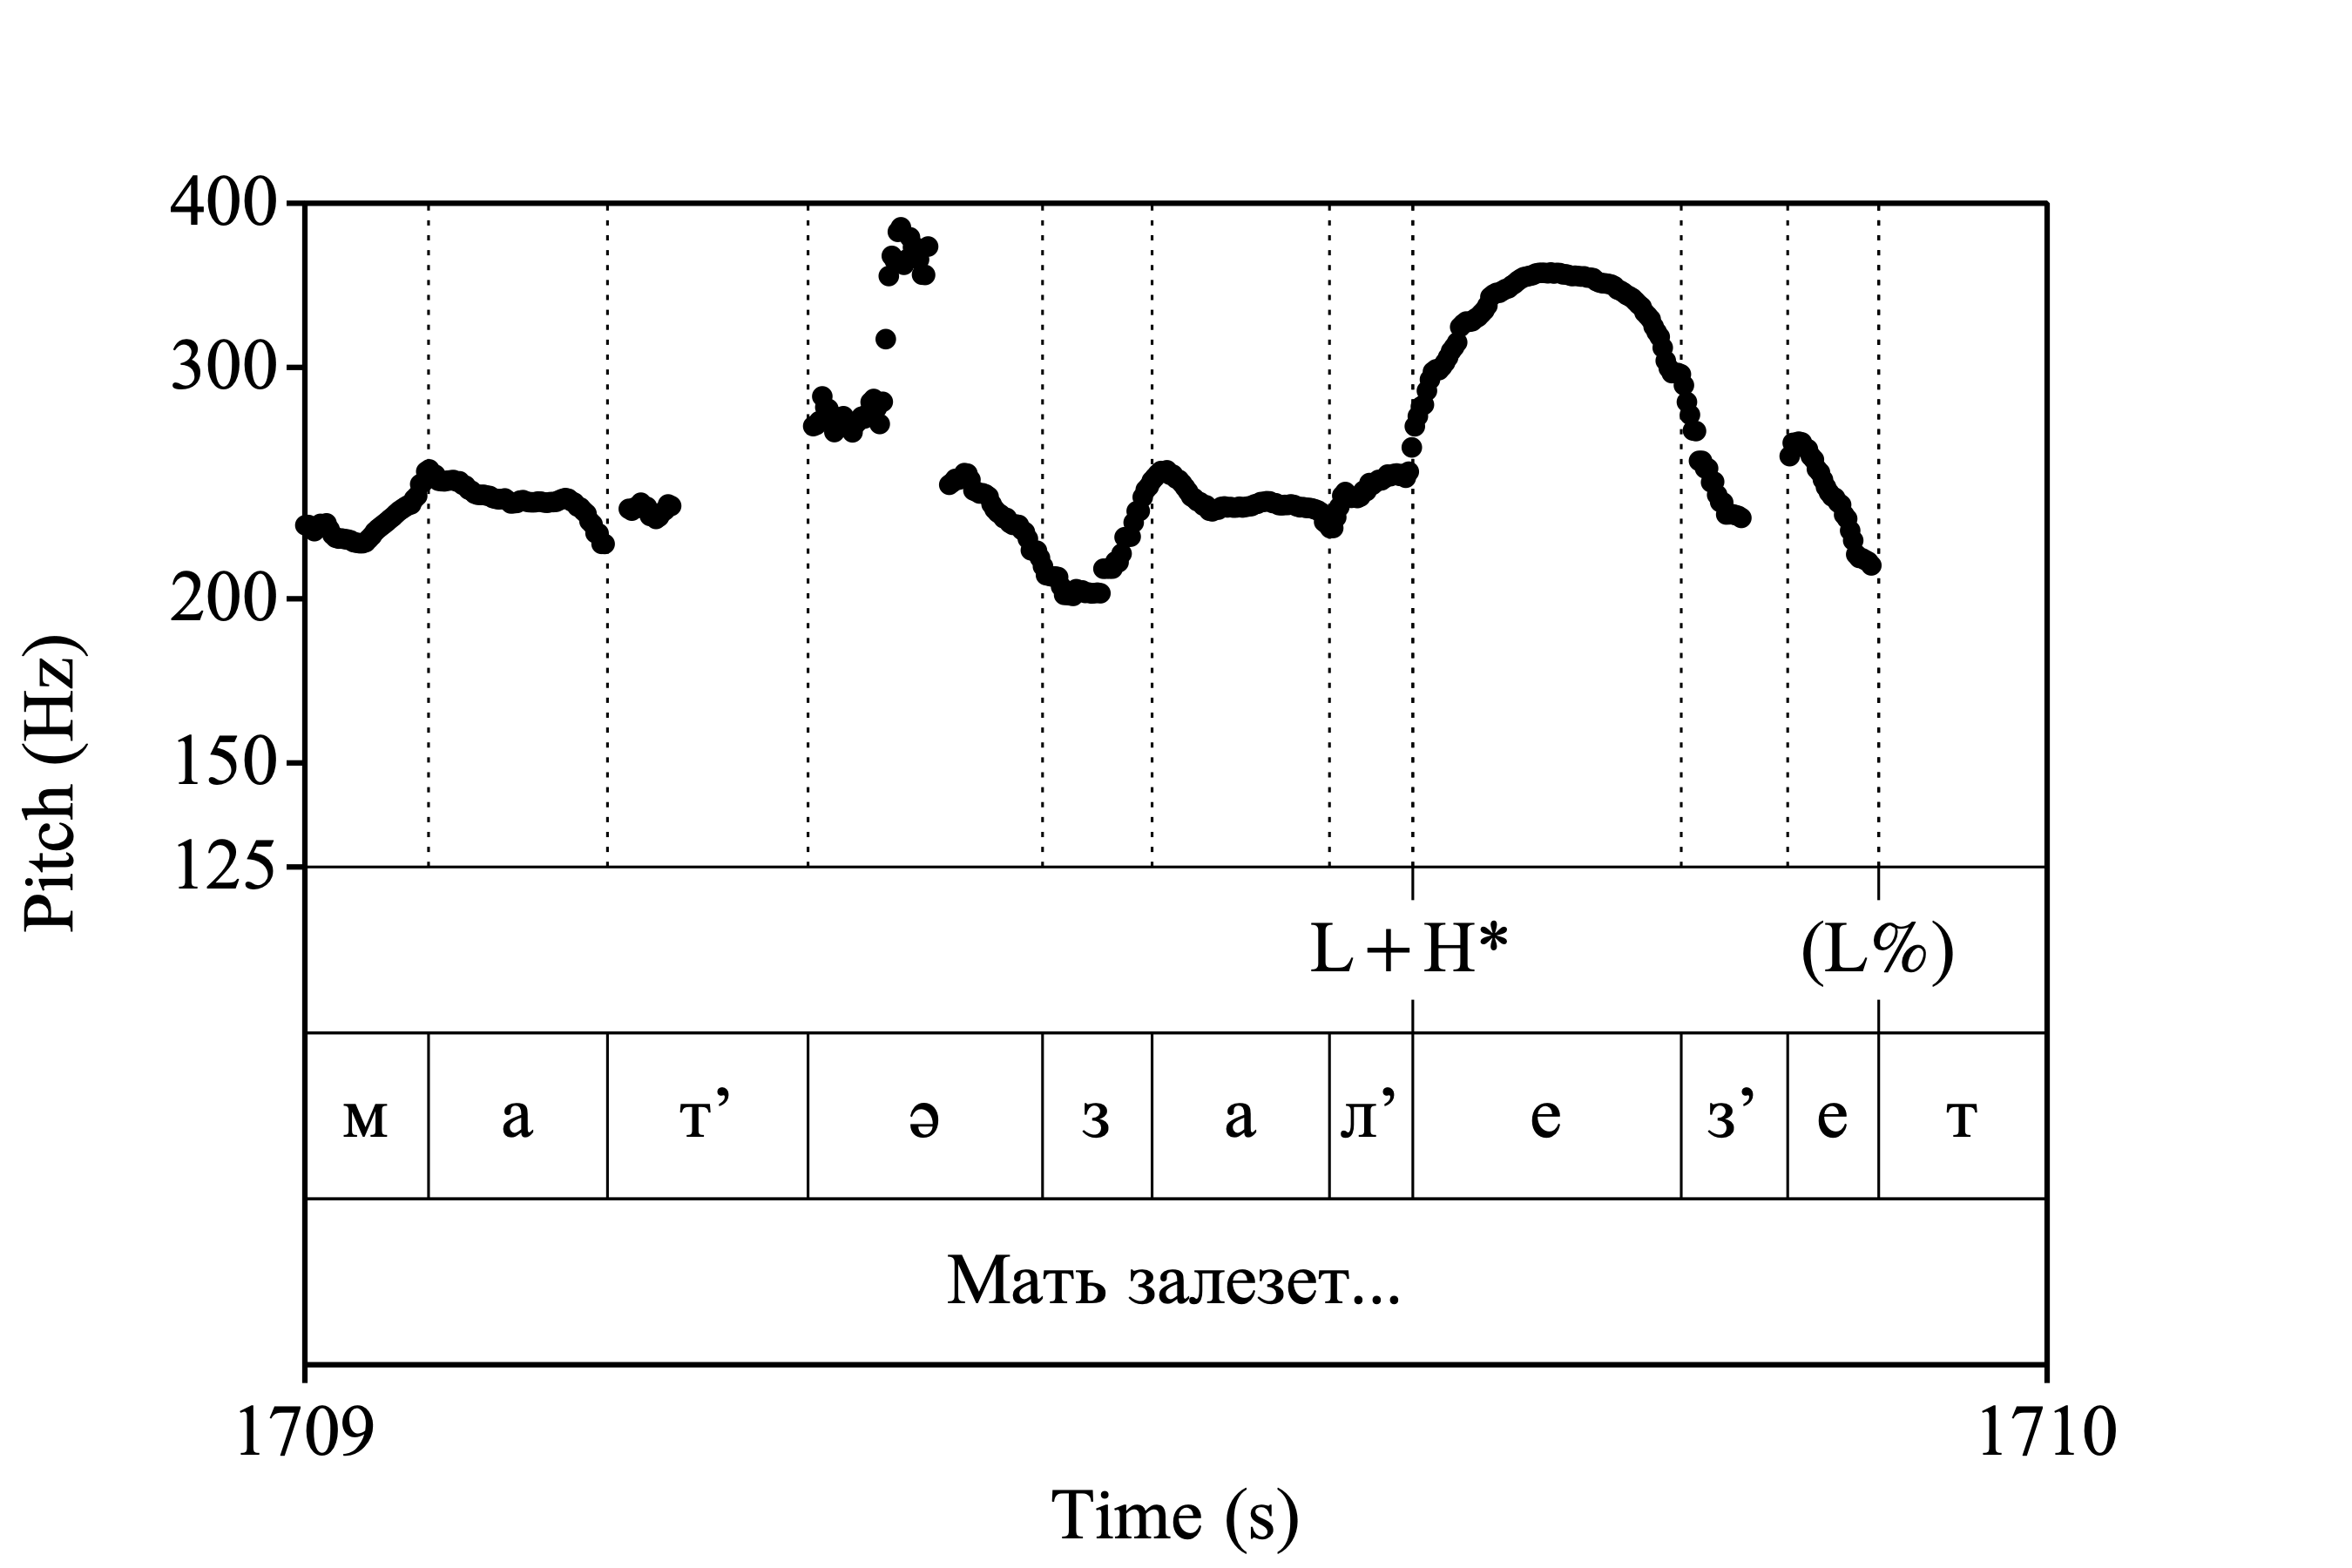 400
300
200
150
125
Pitch (Hz)
L+H* (L%)
м а т’ ə з а л’ е з’ е т
Мать залезет...
1709 1710
Time (s)